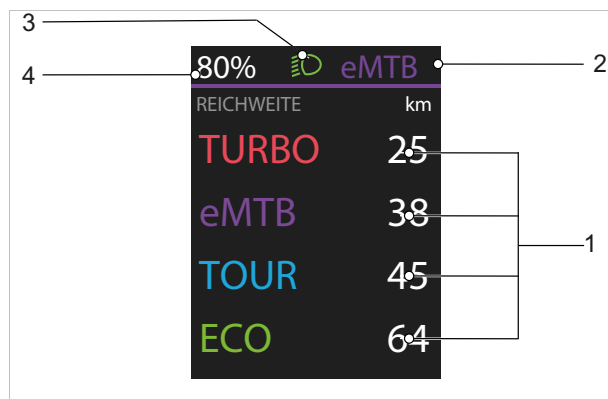 3
4
2
80% eMTB
REICHWEITE km
TURBO 25
eMTB 38
1
TOUR 45
ECO 64